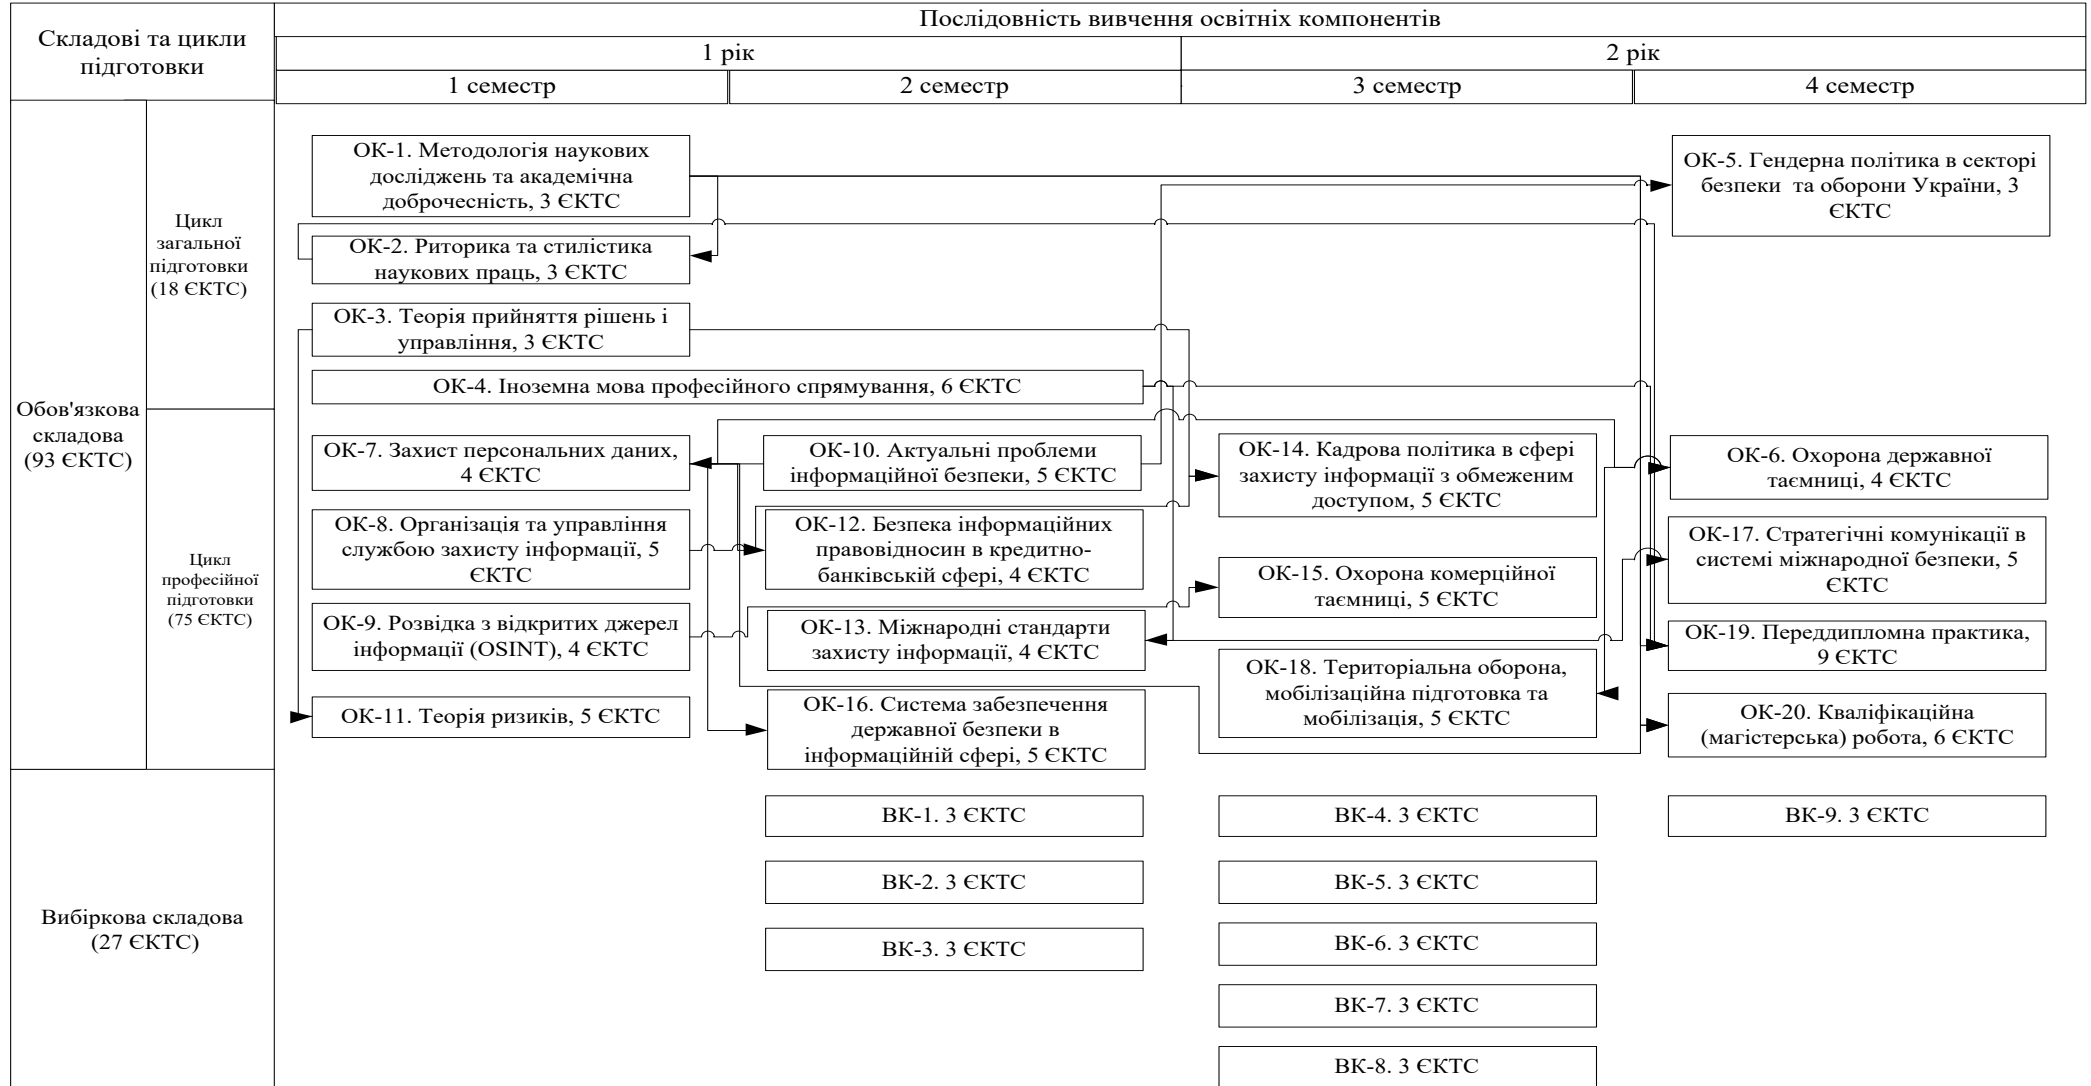 Складові та цикли
підготовки
Послідовність вивчення освітніх компонентів
1 рік
2 рік
1 семестр
2 семестр
3 семестр
4 семестр
Обов'язкова
складова
(93 ЄКТС)
Цикл
загальної
підготовки
(18 ЄКТС)
ОК-1. Методологія наукових
досліджень та академічна
доброчесність, 3 ЄКТС
ОК-5. Гендерна політика в секторі
безпеки та оборони України, 3
ЄКТС
ОК-2. Риторика та стилістика
наукових праць, 3 ЄКТС
ОК-3. Теорія прийняття рішень і
управління, 3 ЄКТС
ОК-4. Іноземна мова професійного спрямування, 6 ЄКТС
Цикл
професійної
підготовки
(75 ЄКТС)
ОК-7. Захист персональних даних,
4 ЄКТС
ОК-8. Організація та управління
службою захисту інформації, 5
ЄКТС
ОК-9. Розвідка з відкритих джерел
інформації (OSINT), 4 ЄКТС
ОК-11. Теорія ризиків, 5 ЄКТС
ОК-10. Актуальні проблеми
інформаційної безпеки, 5 ЄКТС
ОК-12. Безпека інформаційних
правовідносин в кредитно-
банківській сфері, 4 ЄКТС
ОК-13. Міжнародні стандарти
захисту інформації, 4 ЄКТС
ОК-16. Система забезпечення
державної безпеки в
інформаційній сфері, 5 ЄКТС
ОК-14. Кадрова політика в сфері
захисту інформації з обмеженим
доступом, 5 ЄКТС
ОК-15. Охорона комерційної
таємниці, 5 ЄКТС
ОК-18. Територіальна оборона,
мобілізаційна підготовка та
мобілізація, 5 ЄКТС
ОК-6. Охорона державної
таємниці, 4 ЄКТС
ОК-17. Стратегічні комунікації в
системі міжнародної безпеки, 5
ЄКТС
ОК-19. Переддипломна практика,
9 ЄКТС
ОК-20. Кваліфікаційна
(магістерська) робота, 6 ЄКТС
Вибіркова складова
(27 ЄКТС)
ВК-1. 3 ЄКТС
ВК-2. 3 ЄКТС
ВК-3. 3 ЄКТС
ВК-4. 3 ЄКТС
ВК-5. 3 ЄКТС
ВК-6. 3 ЄКТС
ВК-7. 3 ЄКТС
ВК-8. 3 ЄКТС
ВК-9. 3 ЄКТС